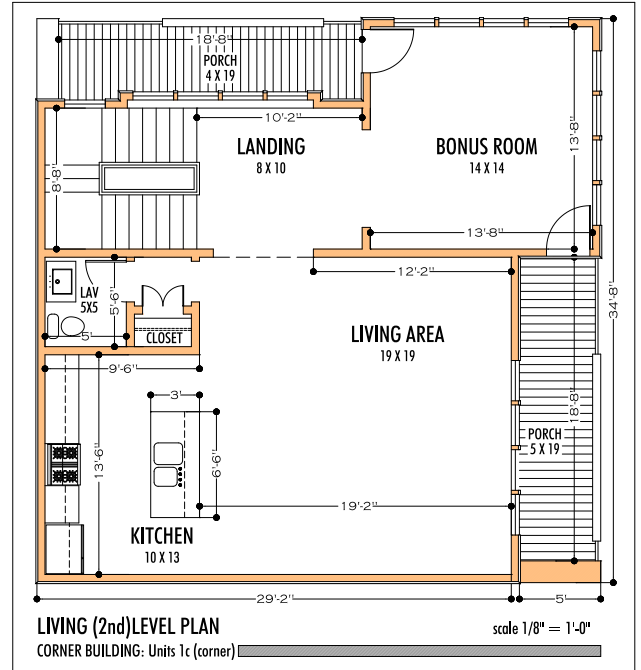 18'-8"
PORCH
4 X 19
10'-2"
LANDING
8 X 10
BONUS ROOM
14 X 14
13'-8"
8'-8"
13'-8"
12'-2"
LAV
5X5
5'-6"
5'
CLOSET
LIVING AREA
19 X 19
34'-8"
9'-6"
3'
18'-8"
PORCH
5 X 19
13'-6"
6'-6"
19'-2"
KITCHEN
10 X 13
29'-2"
5'
LIVING (2nd)LEVEL PLAN
scale 1/8" = 1'-0"
CORNER BUILDING: Units 1c (corner)